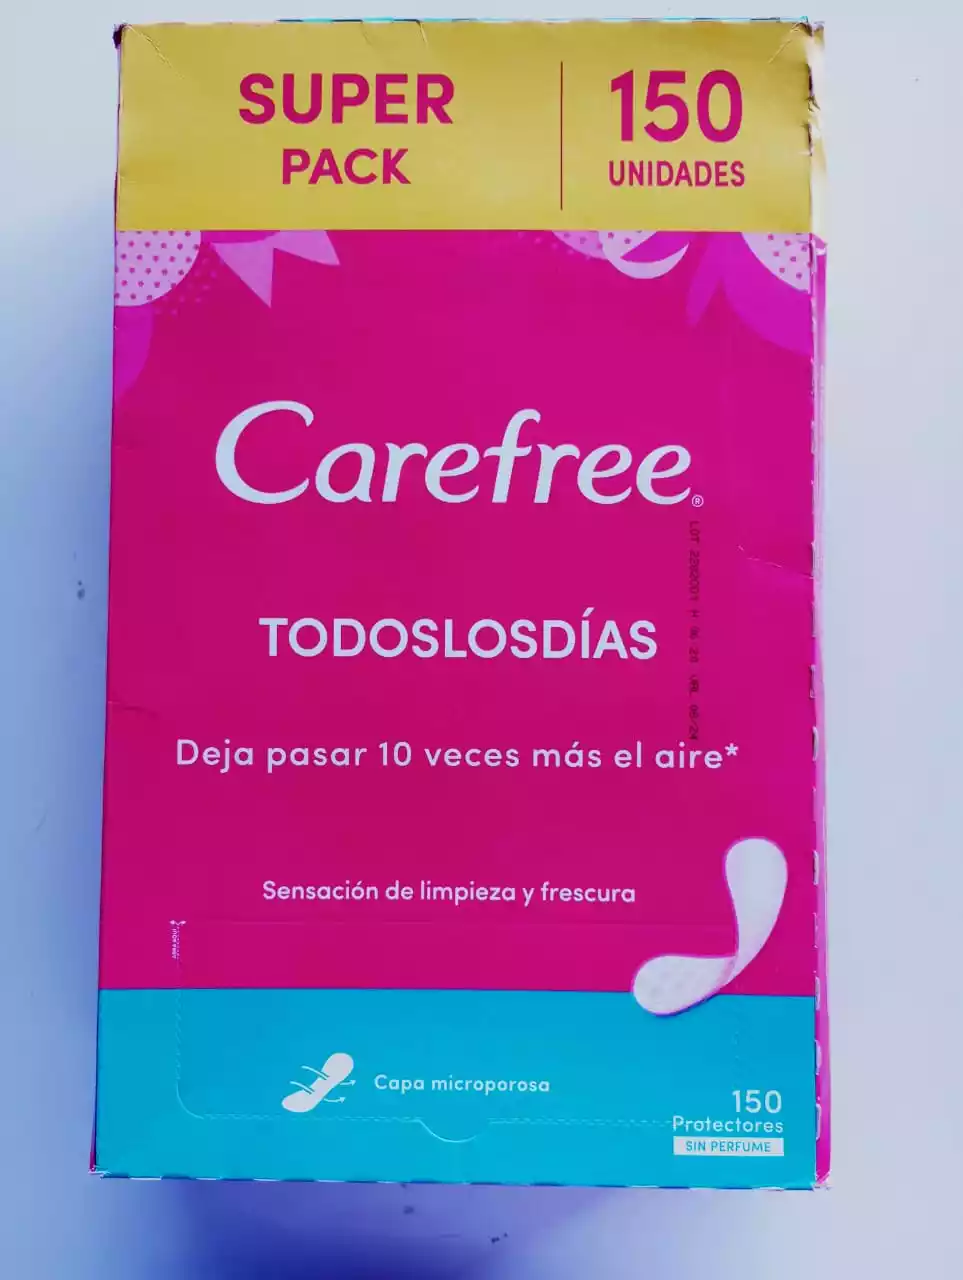 SUPER
PACK
150
UNIDADES
Carefree®
TODOSLOSDÍAS
Deja pasar 10 veces más el aire*
Sensación de limpieza y frescura
Capa microporosa
150
Protectores
SIN PERFUME